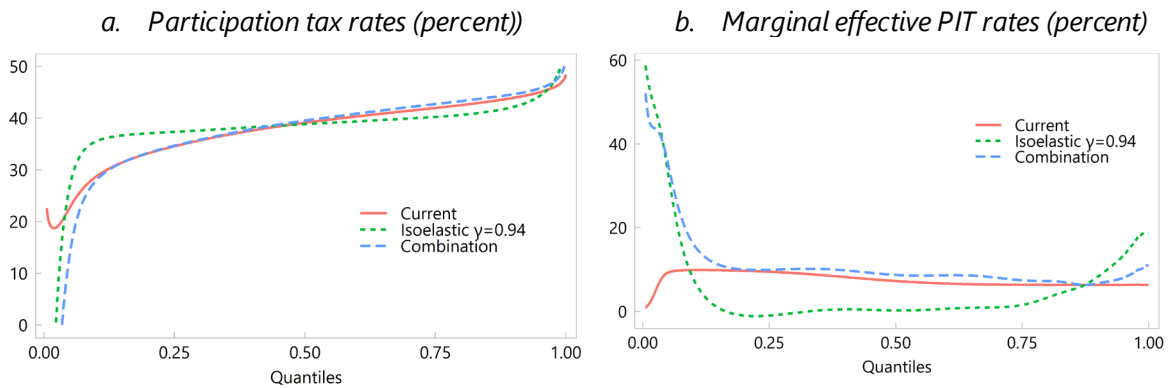 a. Participation tax rates (percent))
50
40
30
20
10
0
Current
Isoelastic y=0.94
Combination
0.00 0.25 0.50 0.75 1.00
Quantiles
b. Marginal effective PIT rates (percent)
60
40
20
0
Current
Isoelastic y=0.94
Combination
0.00 0.25 0.50 0.75 1.00
Quantiles